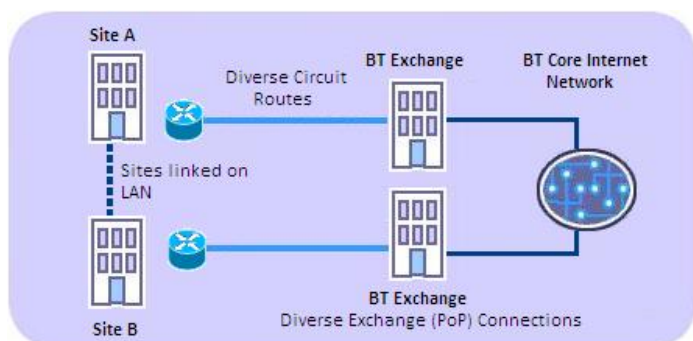 Site A
Diverse Circuit
Routes
BT Exchange
BT Core Internet
Network
Sites linked on
LAN
Site B
BT Exchange
Diverse Exchange (PoP) Connections